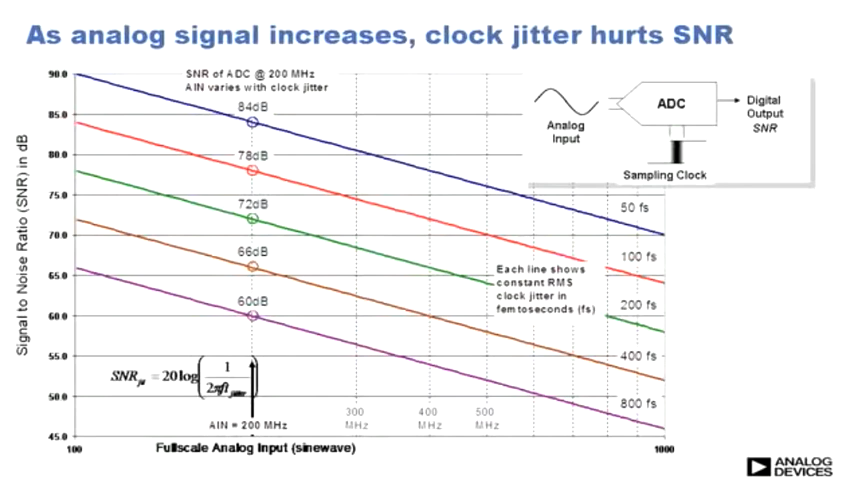 As analog signal increases, clock jitter hurts SNR
SNR of ADC @ 200 MHz
AIN varies with clock jitter
Signal to Noise Ratio (SNR) in dB
90.0
85.0
80.0
75.0
70.0
65.0
60.0
55.0
50.0
45.0
84dB
78dB
72dB
66dB
60dB
50 fs
100 fs
200 fs
400 fs
800 fs
Each line shows
constant RMS
clock jitter in
femtoseconds (fs)
SNR = 20log(1/2πft jitter)
AIN = 200 MHz
300
MHz
400
MHz
500
MHz
100
1000
Fullscale Analog Input (sinewave)
Analog
Input
ADC
Digital
Output
SNR
Sampling Clock
ANALOG
DEVICES